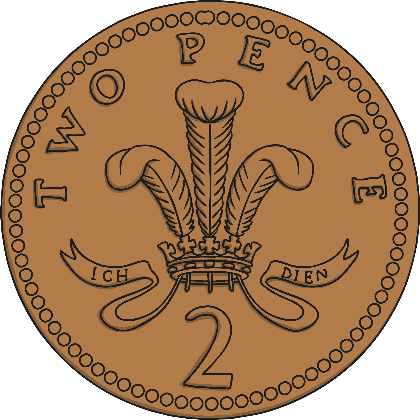 TWO PENCE
ICH DIEN
2